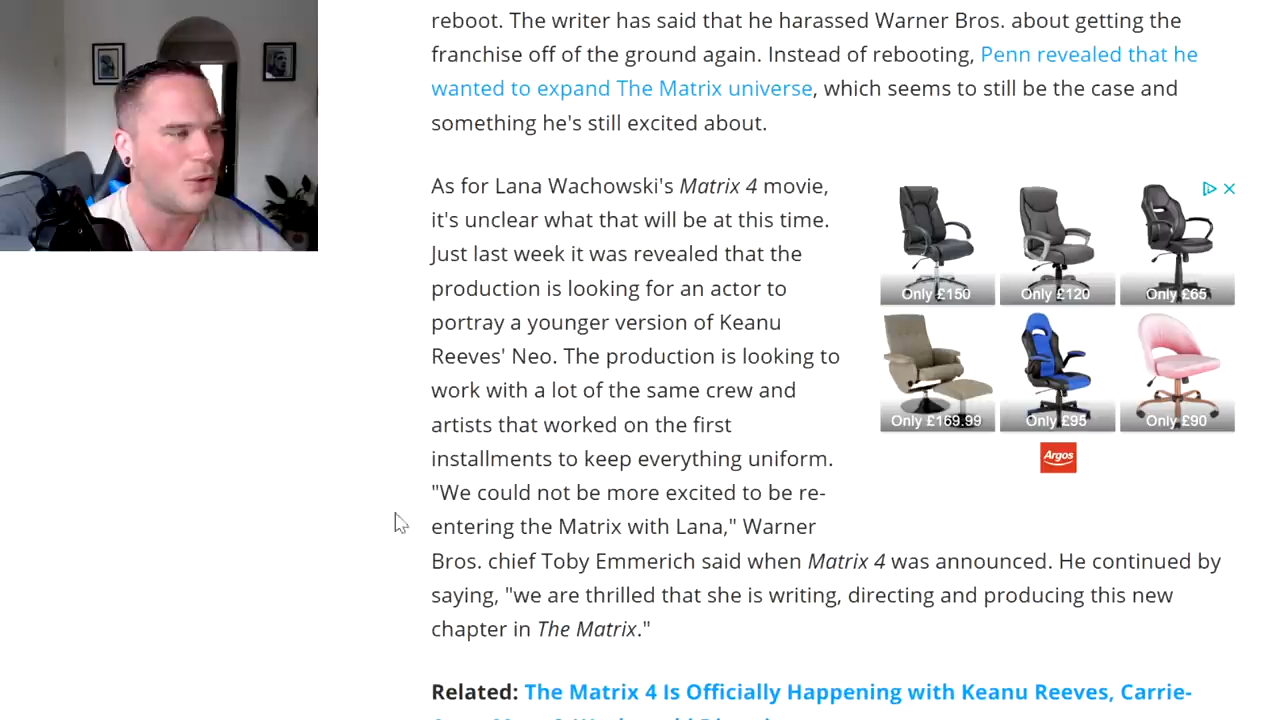 reboot. The writer has said that he harassed Warner Bros. about getting the
franchise off of the ground again. Instead of rebooting, Penn revealed that he
wanted to expand The Matrix universe, which seems to still be the case and
something he's still excited about.
As for Lana Wachowski's Matrix 4 movie,
it's unclear what that will be at this time.
Just last week it was revealed that the
production is looking for an actor to
portray a younger version of Keanu
Reeves' Neo. The production is looking to
work with a lot of the same crew and
artists that worked on the first
installments to keep everything uniform.
"We could not be more excited to be re-
entering the Matrix with Lana," Warner
Bros. chief Toby Emmerich said when Matrix 4 was announced. He continued by
saying, "we are thrilled that she is writing, directing and producing this new
chapter in The Matrix."
Only £150 Only £120 Only £65
Only £169.99 Only £95 Only £90
Argos
Related: The Matrix 4 Is Officially Happening with Keanu Reeves, Carrie-